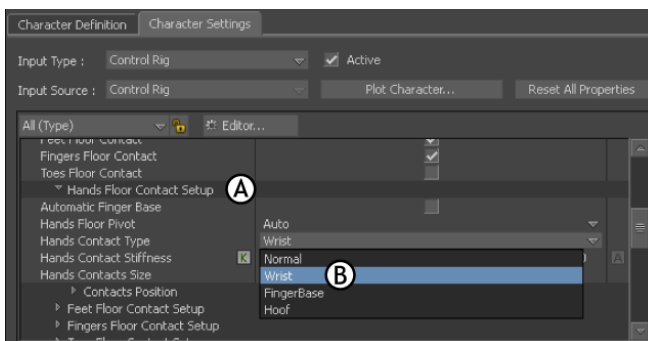 Character Definition Character Settings
Input Type : Control Rig Active
Input Source : Control Rig Plot Character... Reset All Properties
All (Type) Editor...
Feet Floor Contact
Fingers Floor Contact
Toes Floor Contact
Hands Floor Contact Setup A
Automatic Finger Base
Hands Floor Pivot Auto
Hands Contact Type Wrist
Hands Contact Stiffness K Normal A
Hands Contacts Size Wrist B
Contacts Position FingerBase
Feet Floor Contact Setup Hoof
Fingers Floor Contact Setup